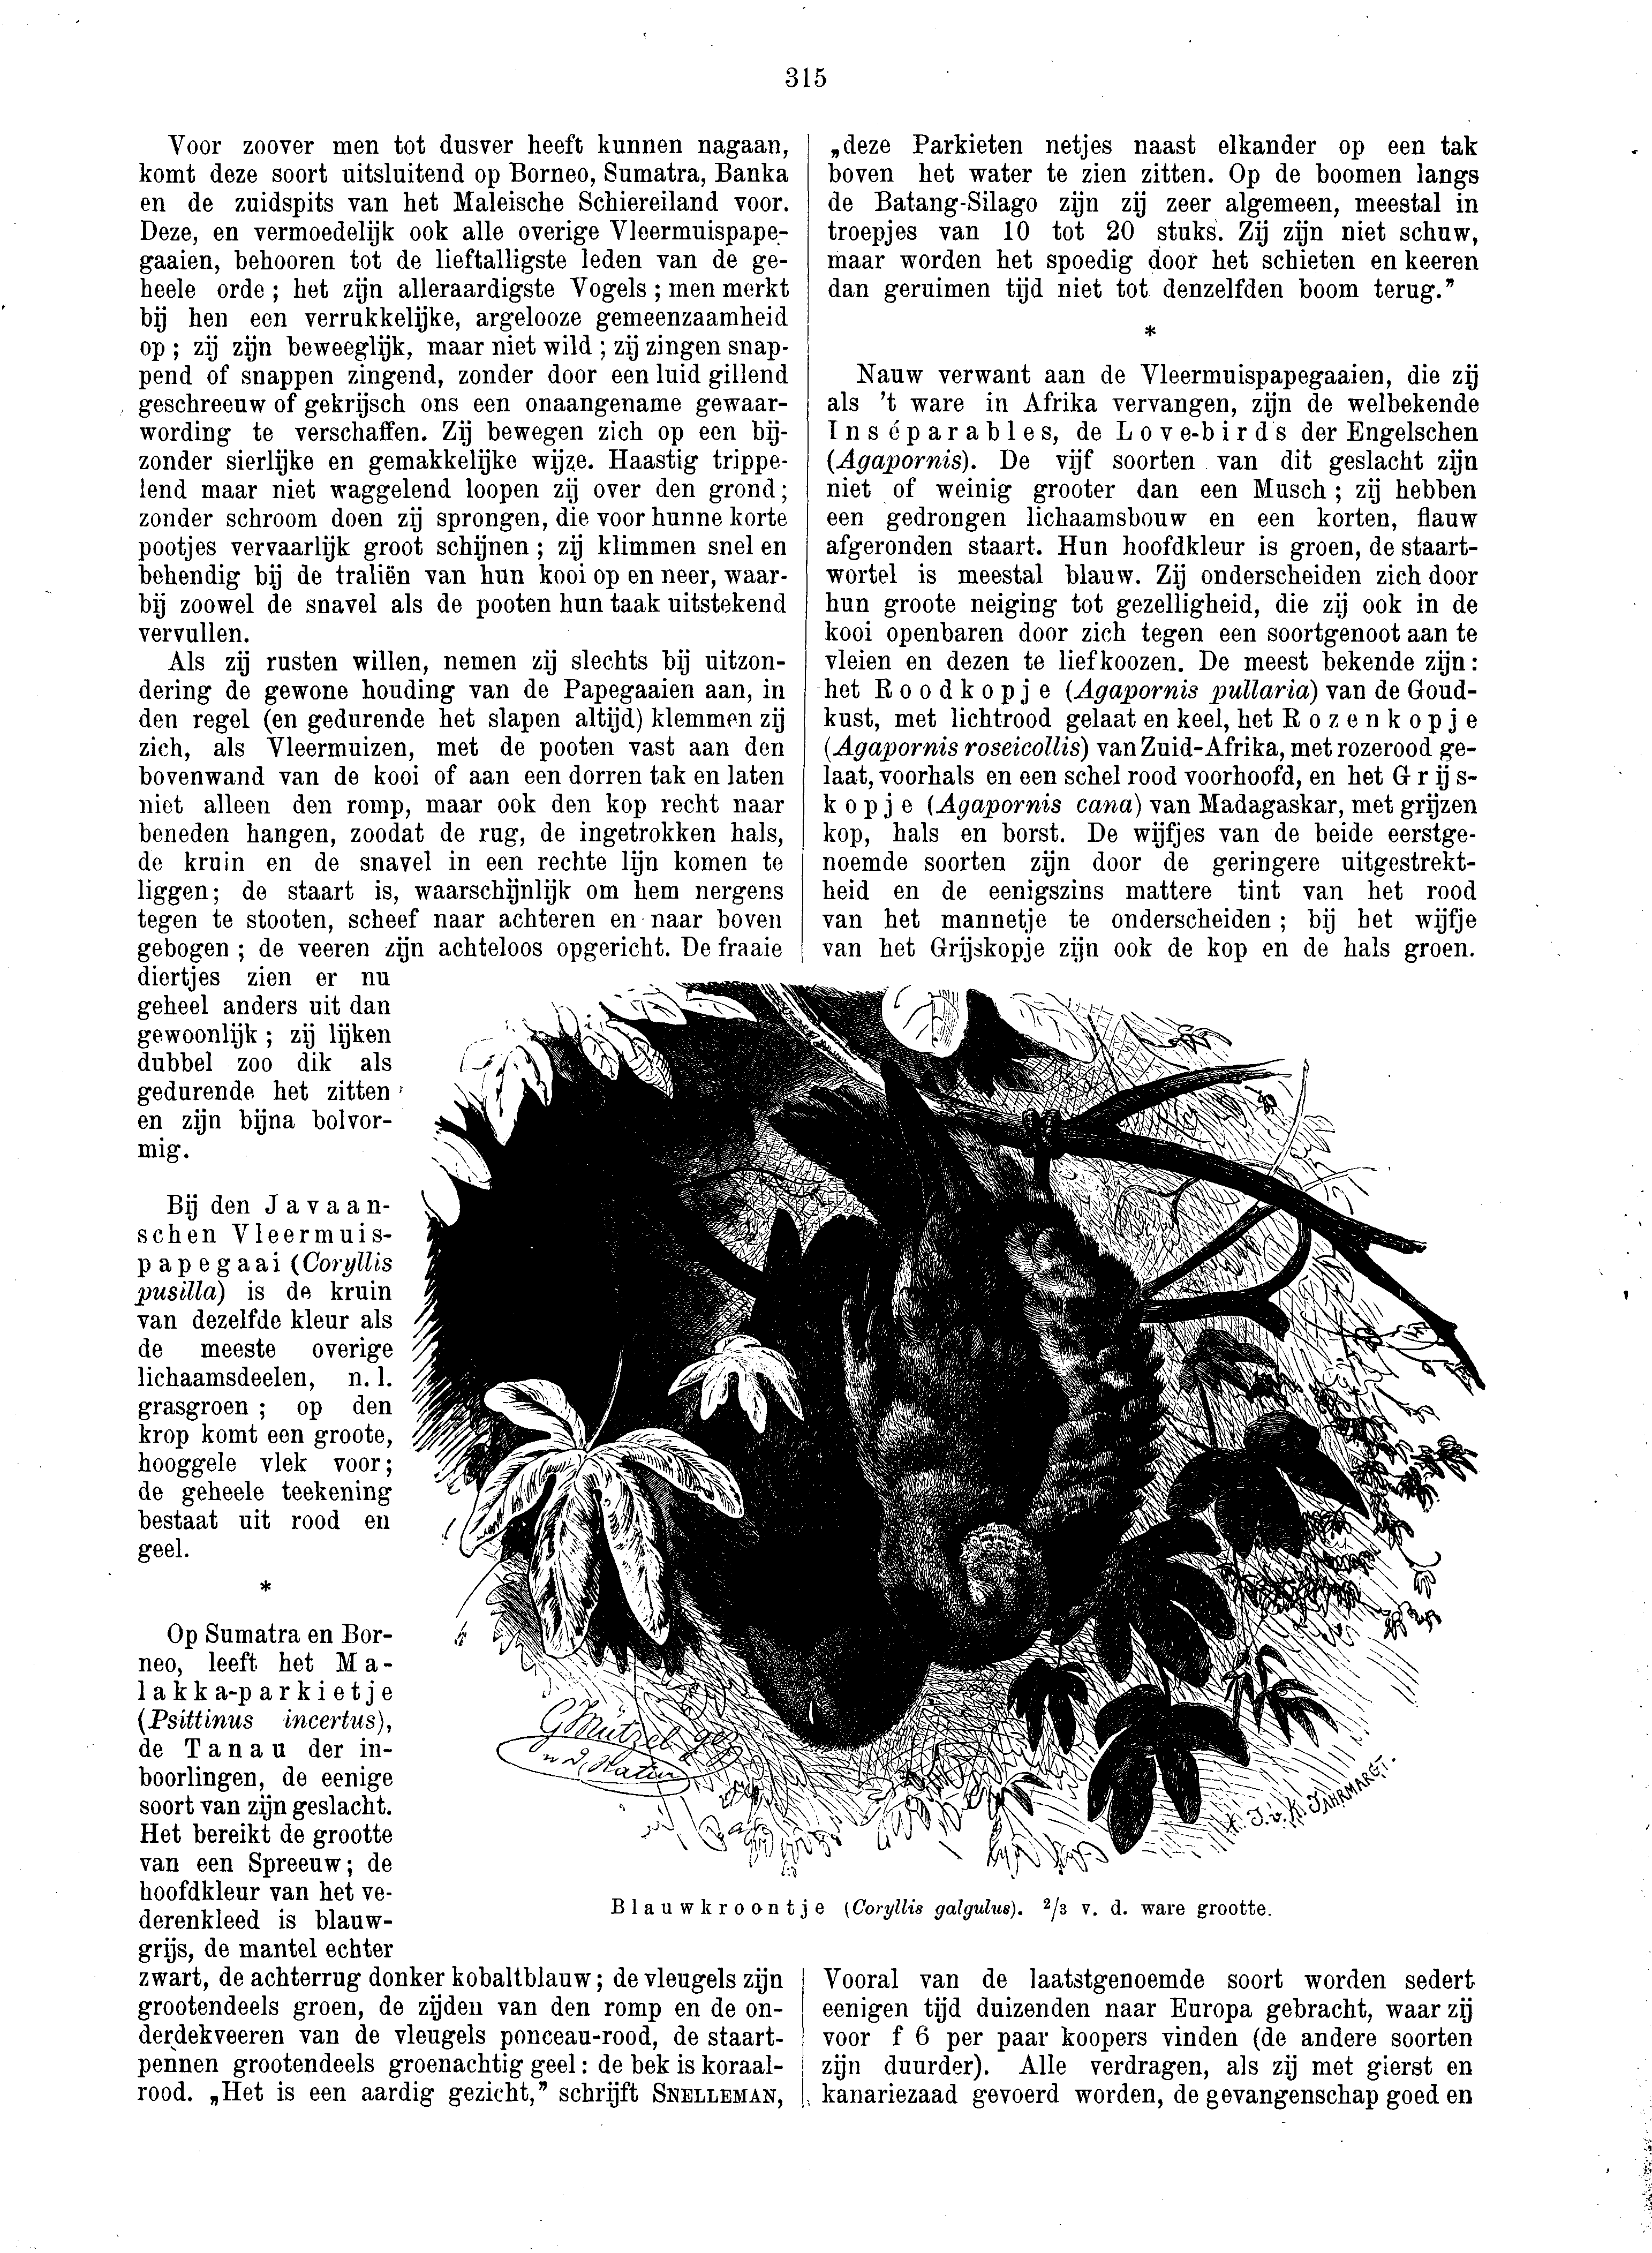 315
Voor zoover men tot dusver heeft kunnen nagaan,
komt deze soort uitsluitend op Borneo, Sumatra, Banka
en de zuidspits van het Maleische Schiereiland voor.
Deze, en vermoedelijk ook alle overige Vleermuispape-
gaaien, behooren tot de lieftalligste leden van de ge-
heele orde; het zijn alleraardigste Vogels; men merkt
bij hen een verrukkelijke, argelooze gemeenzaamheid
op; zij zijn beweeglijk, maar niet wild; zij zingen snap-
pend of snappen zingend, zonder door een luid gillend
geschreeuw of gekrijsch ons een onaangename gewaar-
wording te verschaffen. Zij bewegen zich op een bij-
zonder sierlijke en gemakkelijke wijze. Haastig trippe-
lend maar niet waggelend loopen zij over den grond;
zonder schroom doen zij sprongen, die voor hunne korte
pootjes vervaarlijk groot schijnen; zij klimmen snel en
behendig bij de traliën van hun kooi op en neer, waar-
bij zoowel de snavel als de pooten hun taak uitstekend
vervullen.
Als zij rusten willen, nemen zij slechts bij uitzon-
dering de gewone houding van de Papegaaien aan, in
den regel (en gedurende het slapen altijd) klemmen zij
zich, als Vleermuizen, met de pooten vast aan den
bovenwand van de kooi of aan een dorren tak en laten
niet alleen den romp, maar ook den kop recht naar
beneden hangen, zoodat de rug, de ingetrokken hals,
de kruin en de snavel in een rechte lijn komen te
liggen; de staart is, waarschijnlijk om hem nergens
tegen te stooten, scheef naar achteren en naar boven
gebogen; de veeren zijn achteloos opgericht. De fraaie
diertjes zien er nu
geheel anders uit dan
gewoonlijk; zij lijken
dubbel zoo dik als
gedurende het zitten
en zijn bijna bolvor-
mig.
Bij den Javaan-
schen Vleermuis-
papegaai (Coryllis
pusilla) is de kruin
van dezelfde kleur als
de meeste overige
lichaamsdeelen, n. l.
grasgroen; op den
krop komt een groote,
hooggele vlek voor;
de geheele teekening
bestaat uit rood en
geel.
*
Op Sumatra en Bor-
neo, leeft het Ma-
lakka-parkietje
(Psittinus incertus),
de Tanau der in-
boorlingen, de eenige
soort van zijn geslacht.
Het bereikt de grootte
van een Spreeuw; de
hoofdkleur van het ve-
derenkleed is blauw-
grijs, de mantel echter
zwart, de achterrug donker kobaltblauw; de vleugels zijn
grootendeels groen, de zijden van den romp en de on-
derdekveeren van de vleugels ponceau-rood, de staart-
pennen grootendeels groenachtig geel: de bek is koraal-
rood. „Het is een aardig gezicht,” schrijft SNELLEMAN,
„deze Parkieten netjes naast elkander op een tak
boven het water te zien zitten. Op de boomen langs
de Batang-Silago zijn zij zeer algemeen, meestal in
troepjes van 10 tot 20 stuks. Zij zijn niet schuw,
maar worden het spoedig door het schieten en keeren
dan geruimen tijd niet tot denzelfden boom terug.”
*
Nauw verwant aan de Vleermuispapegaaien, die zij
als 't ware in Afrika vervangen, zijn de welbekende
Inséparables, de Love-birds der Engelschen
(Agapornis). De vijf soorten van dit geslacht zijn
niet of weinig grooter dan een Musch; zij hebben
een gedrongen lichaamsbouw en een korten, flauw
afgeronden staart. Hun hoofdkleur is groen, de staart-
wortel is meestal blauw. Zij onderscheiden zich door
hun groote neiging tot gezelligheid, die zij ook in de
kooi openbaren door zich tegen een soortgenoot aan te
vleien en dezen te liefkoozen. De meest bekende zijn:
het Roodkopje (Agapornis pullaria) van de Goud-
kust, met lichtrood gelaat en keel, het Rozenkopje
(Agapornis roseicollis) van Zuid-Afrika, met rozerood ge-
laat, voorhals en een schel rood voorhoofd, en het Grijs-
kopje (Agapornis cana) van Madagaskar, met grijzen
kop, hals en borst. De wijfjes van de beide eerstge-
noemde soorten zijn door de geringere uitgestrekt-
heid en de eenigszins mattere tint van het rood
van het mannetje te onderscheiden; bij het wijfje
van het Grijskopje zijn ook de kop en de hals groen.
G Mützel gez
n d Natur
K. J. v. K. JAHRMARGT.
Blauwkroontje (Coryllis galgulus). 2/3 v. d. ware grootte.
Vooral van de laatstgenoemde soort worden sedert
eenigen tijd duizenden naar Europa gebracht, waar zij
voor f 6 per paar koopers vinden (de andere soorten
zijn duurder). Alle verdragen, als zij met gierst en
kanariezaad gevoerd worden, de gevangenschap goed en